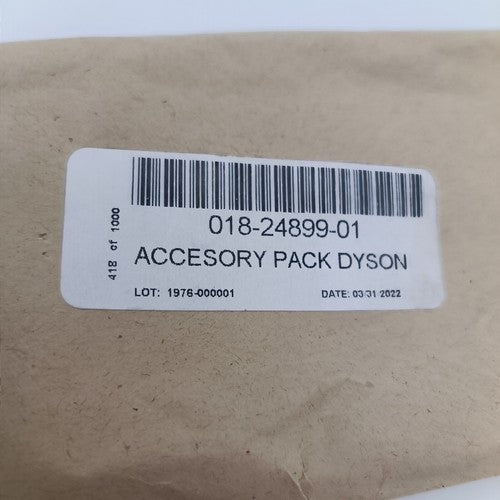 018-24899-01
ACCESORY PACK DYSON
LOT: 1976-000001
DATE: 03-31-2022
418 of 1000